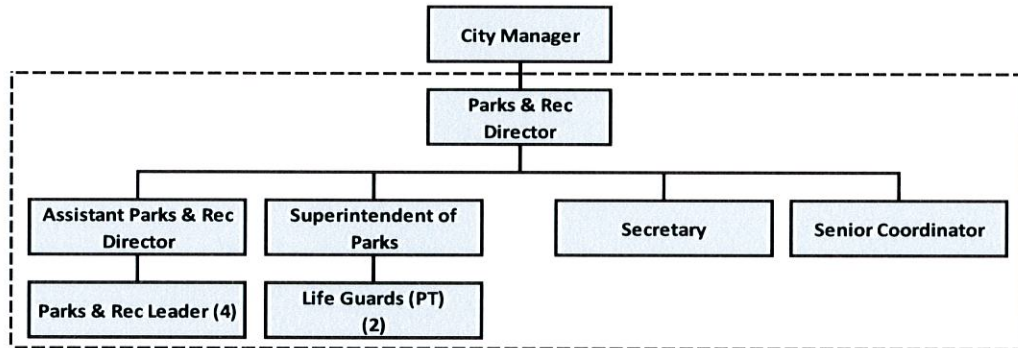 City Manager
Parks & Rec
Director
Assistant Parks & Rec
Director
Superintendent of
Parks
Secretary
Senior Coordinator
Parks & Rec Leader (4)
Life Guards (PT)
(2)